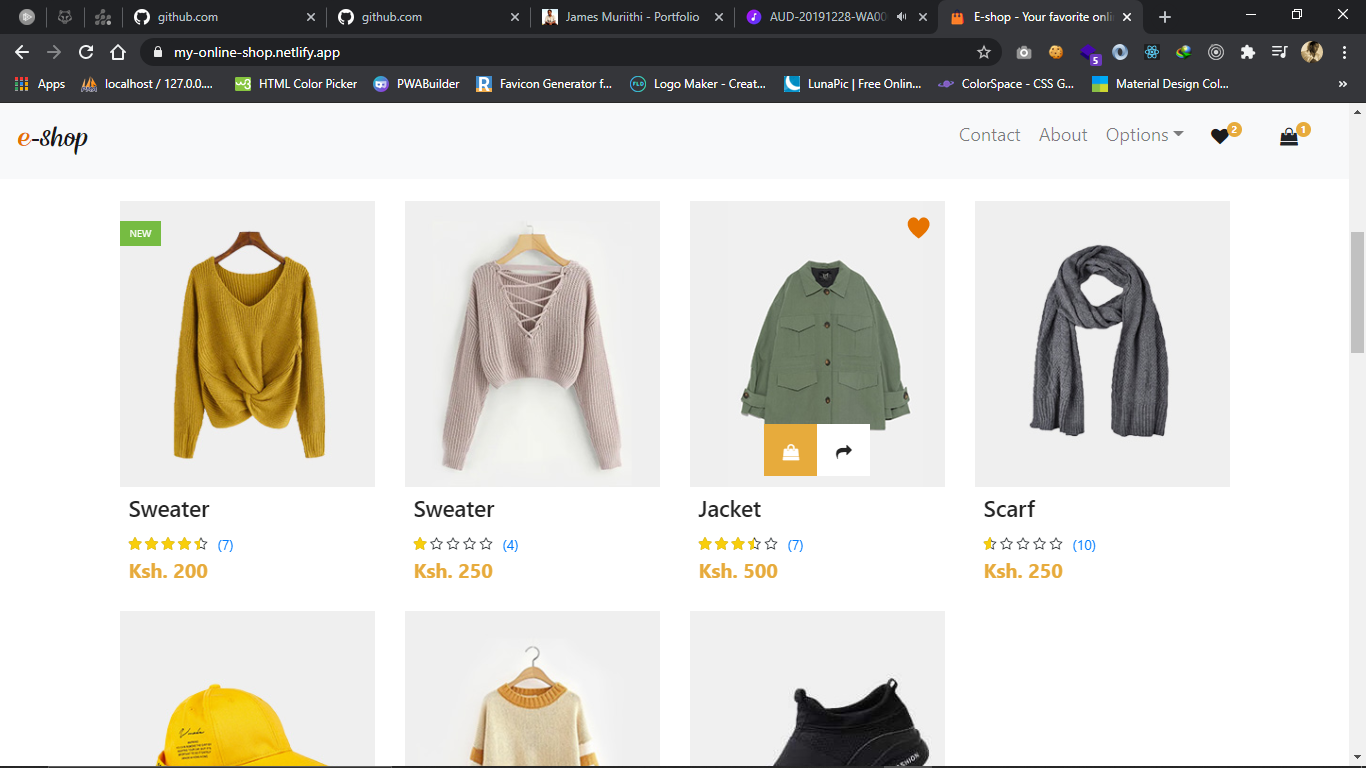 github.com
github.com
James Muriithi - Portfolio
AUD-20191228-WA00
E-shop - Your favorite onli
my-online-shop.netlify.app
5
Apps
localhost / 127.0.0...
HTML Color Picker
PWABuilder
Favicon Generator f...
Logo Maker - Creat...
LunaPic | Free Onlin...
ColorSpace - CSS G...
Material Design Col...
e-shop
Contact
About
Options
2
1
NEW
Sweater
Sweater
Jacket
Scarf
(7)
(4)
(7)
(10)
Ksh. 200
Ksh. 250
Ksh. 500
Ksh. 250